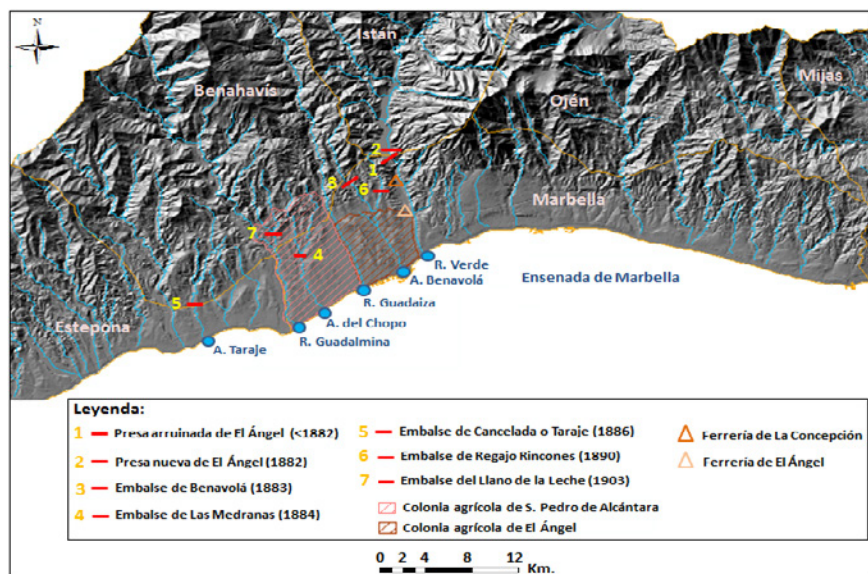 N
Istán
Benahavís
Mijas
Ojén
2
1
8
6
Marbella
7
4
R. Verde
A. Benavolá
Ensenada de Marbella
R. Guadaiza
5
A. del Chopo
Estepona
R. Guadalmina
A. Taraje
Leyenda:
1 Presa arruinada de El Ángel (<1882)
2 Presa nueva de El Ángel (1882)
3 Embalse de Benavolá (1883)
4 Embalse de Las Medranas (1884)
5 Embalse de Cancelada o Taraje (1886)
6 Embalse de Regajo Rincones (1890)
7 Embalse del Llano de la Leche (1903)
Colonia agrícola de S. Pedro de Alcántara
Colonia agrícola de El Ángel
Ferrería de La Concepción
Ferrería de El Ángel
0 2 4 8 12
Km.